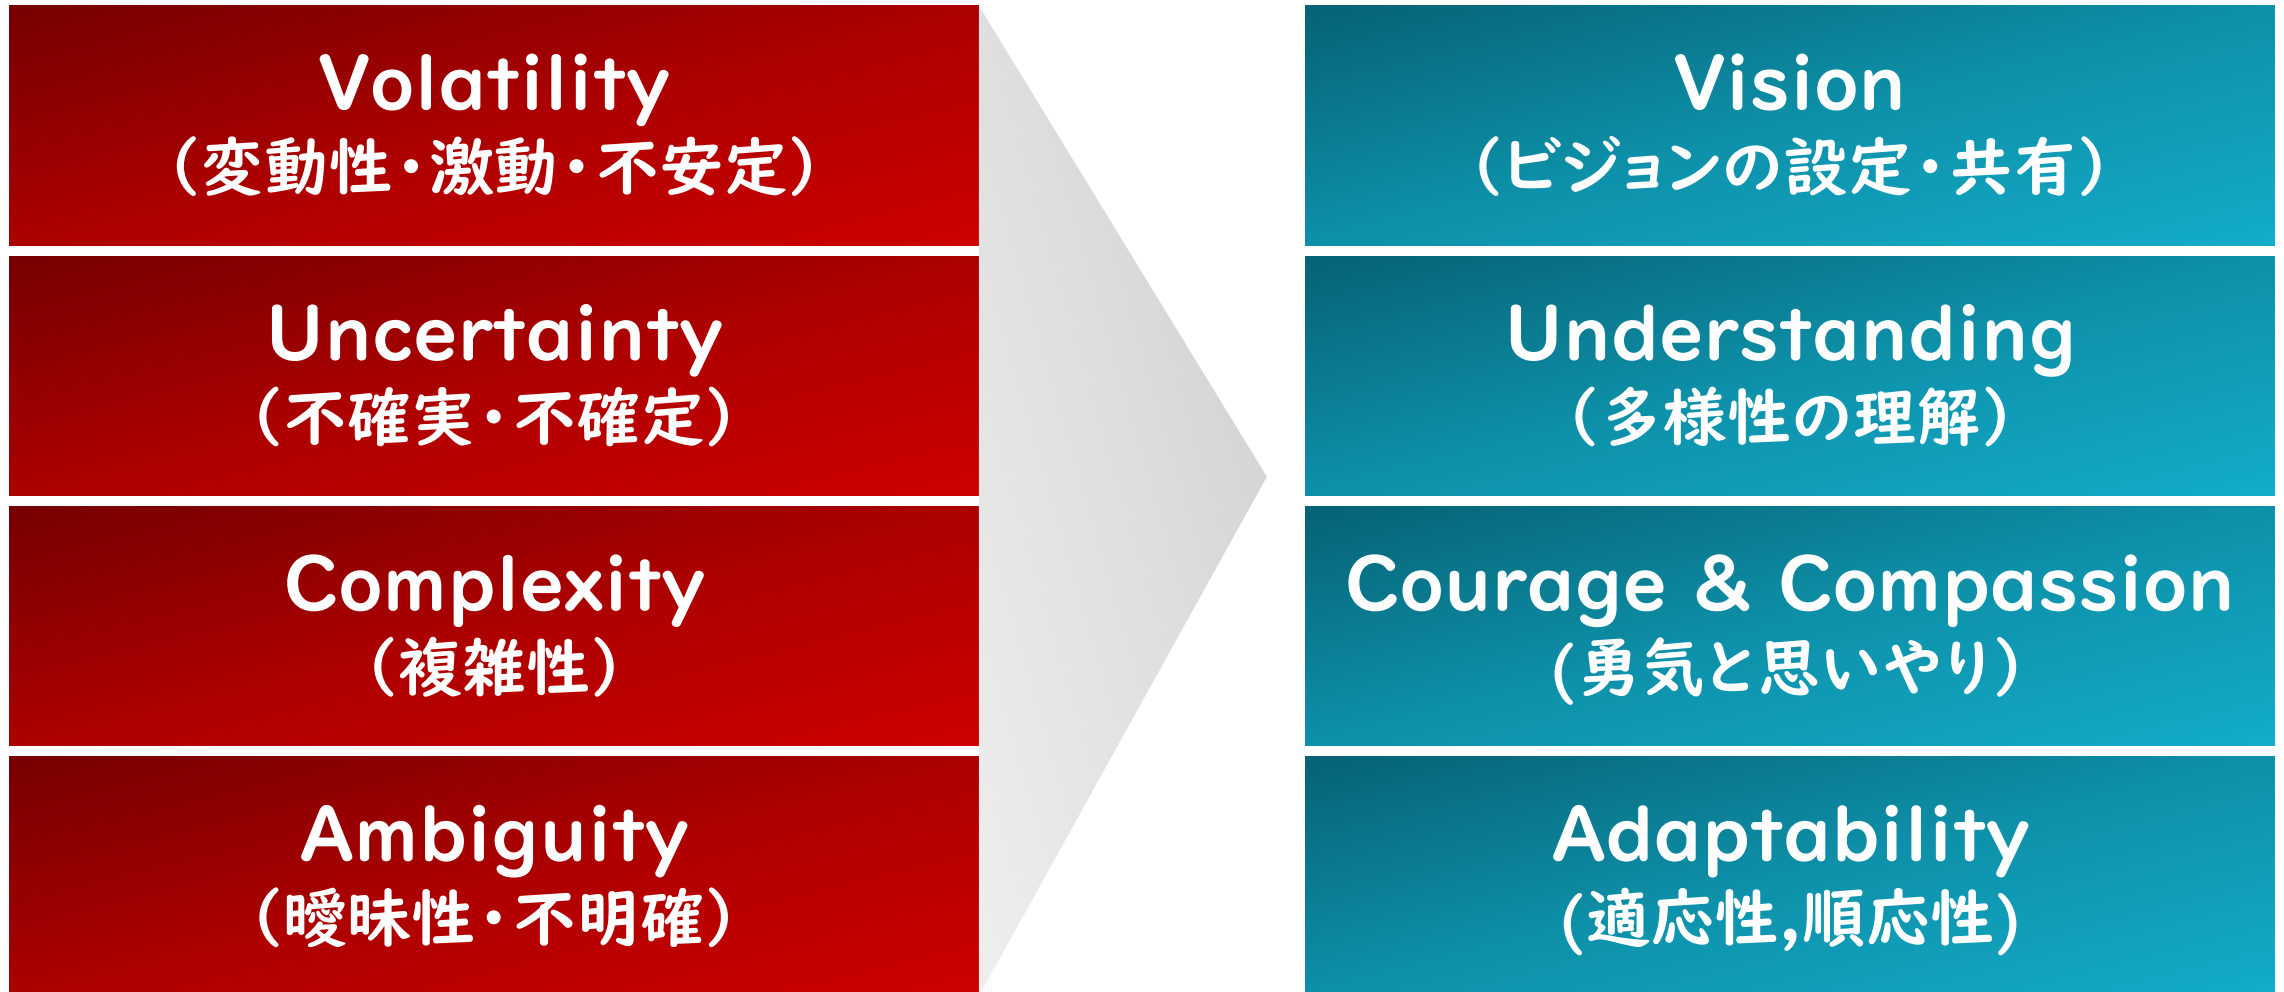 Volatility
（変動性・激動・不安定）
Uncertainty
（不確実・不確定）
Complexity
（複雑性）
Ambiguity
（曖昧性・不明確）
Vision
（ビジョンの設定・共有）
Understanding
（多様性の理解）
Courage & Compassion
(勇気と思いやり）
Adaptability
(適応性,順応性)